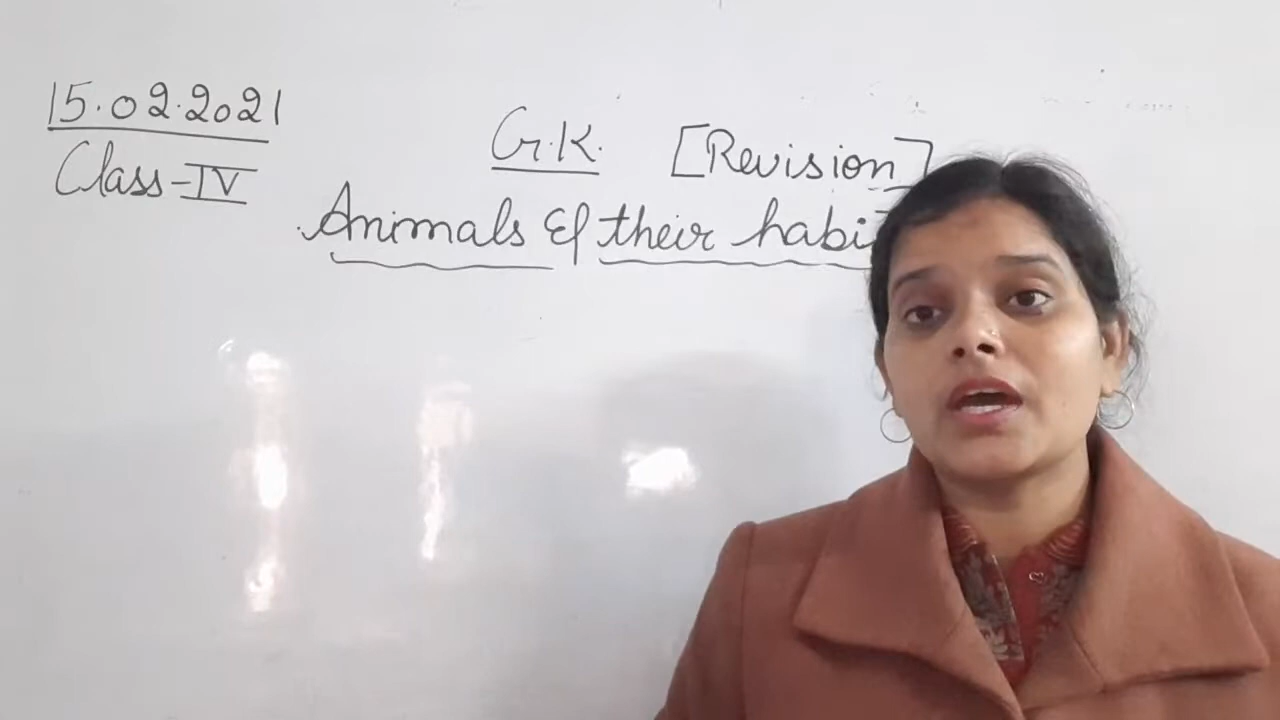 15.02.2021
Class-IV
G.K. [Revision]
Animals & their